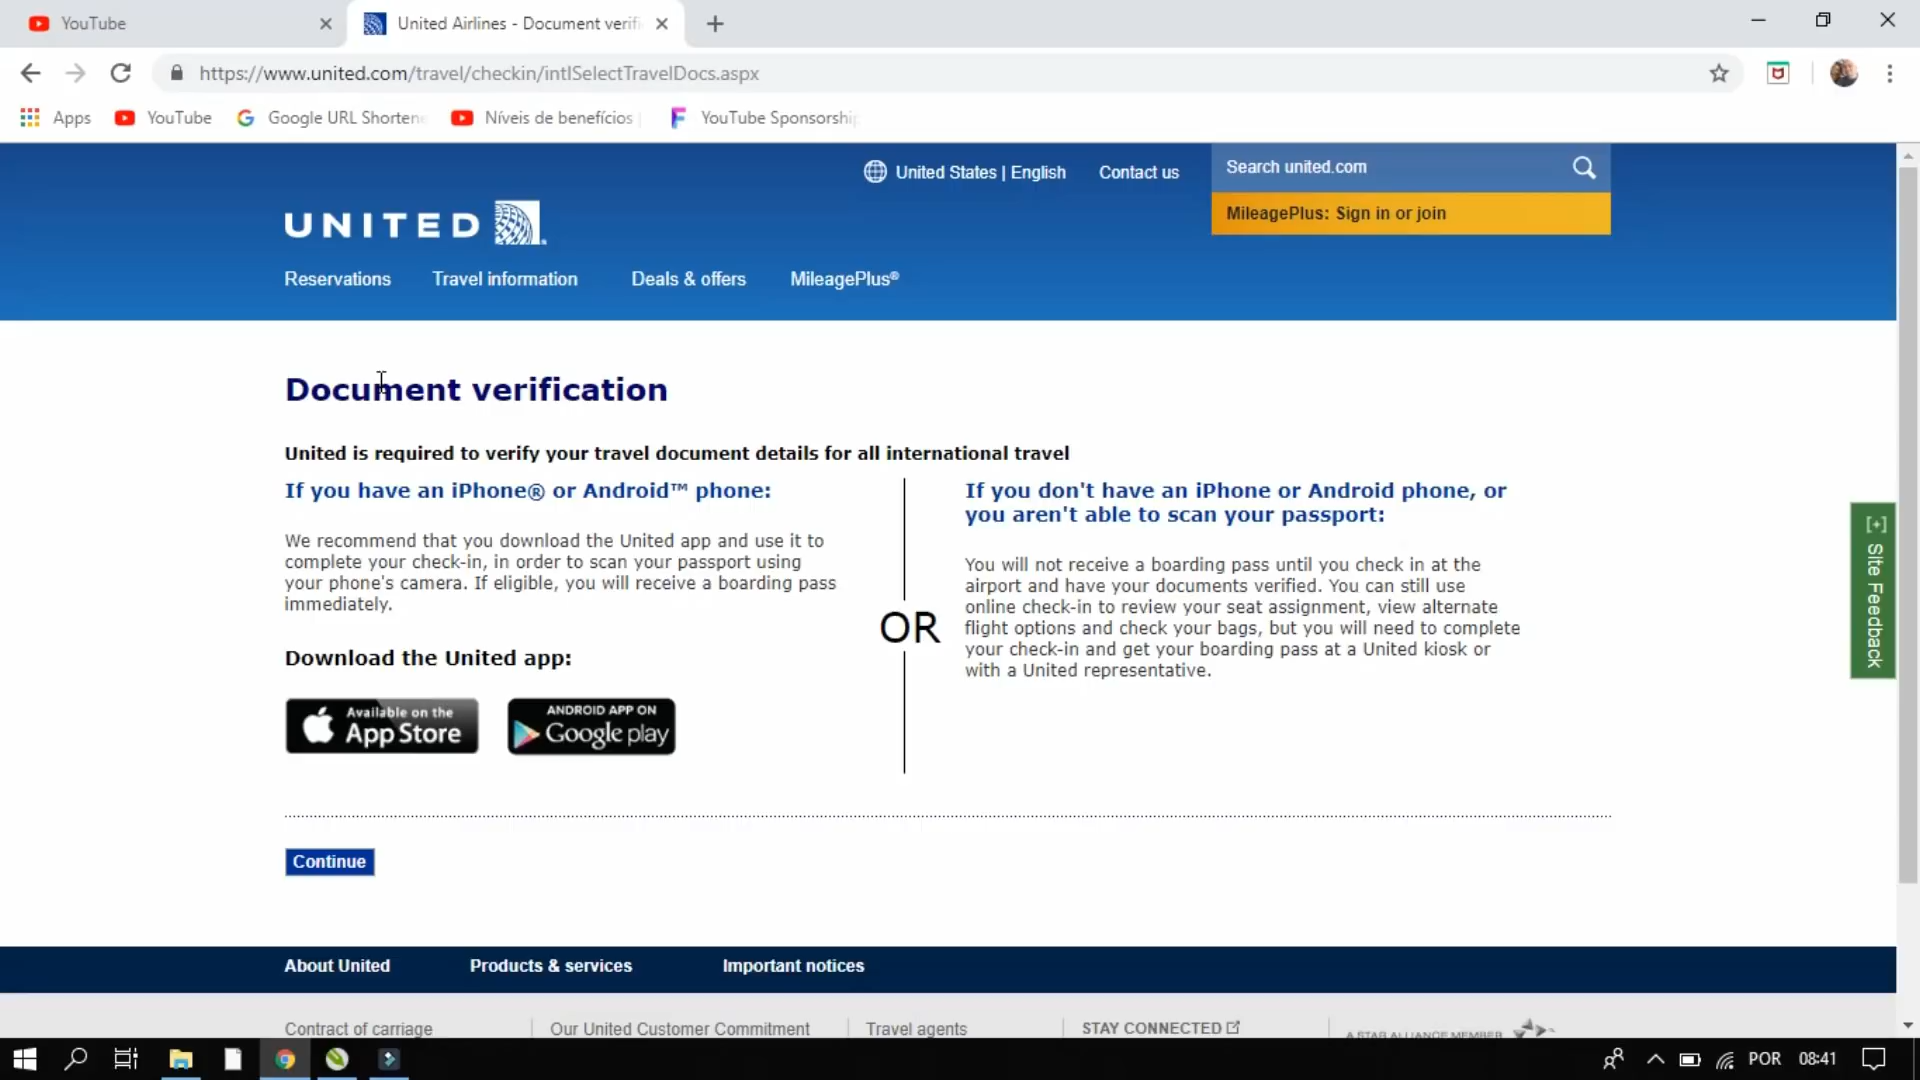 YouTube
United Airlines - Document verifi
https://www.united.com/travel/checkin/intlSelectTravelDocs.aspx
Apps
YouTube
Google URL Shortene
Níveis de benefícios
YouTube Sponsorship
United States | English
Contact us
Search united.com
MileagePlus: Sign in or join
UNITED
Reservations
Travel information
Deals & offers
MileagePlus®
Document verification
United is required to verify your travel document details for all international travel
If you have an iPhone® or Android™ phone:
We recommend that you download the United app and use it to
complete your check-in, in order to scan your passport using
your phone's camera. If eligible, you will receive a boarding pass
immediately.
Download the United app:
Available on the
App Store
ANDROID APP ON
Google play
OR
If you don't have an iPhone or Android phone, or
you aren't able to scan your passport:
You will not receive a boarding pass until you check in at the
airport and have your documents verified. You can still use
online check-in to review your seat assignment, view alternate
flight options and check your bags, but you will need to complete
your check-in and get your boarding pass at a United kiosk or
with a United representative.
[+] Site Feedback
Continue
About United
Products & services
Important notices
Contract of carriage
Our United Customer Commitment
Travel agents
STAY CONNECTED
A STAR ALLIANCE MEMBER
POR
08:41